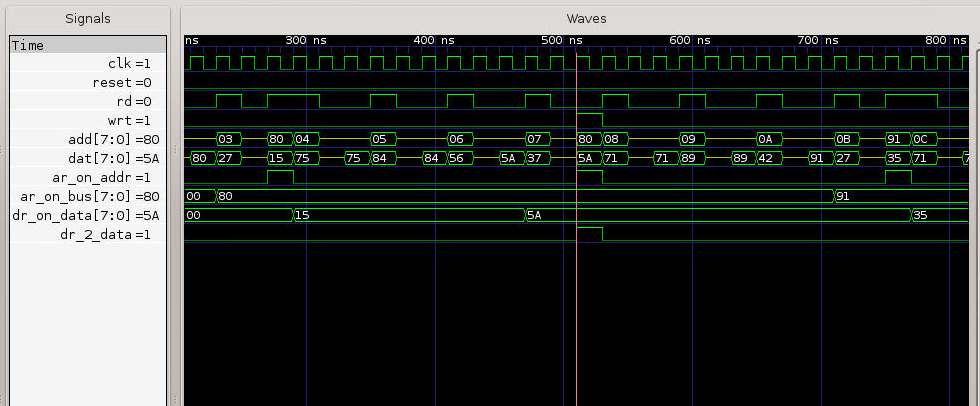 Signals
Waves
Time
ns 300 ns 400 ns 500 ns 600 ns 700 ns 800 ns
clk =1
reset =0
rd =0
wrt =1
add[7:0] =80 03 80 04 05 06 07 80 08 09 0A 0B 91 0C
dat[7:0] =5A 80 27 15 75 75 84 84 56 5A 37 5A 71 71 89 89 42 91 27 35 71
ar_on_addr =1
ar_on_bus[7:0] =80 00 80 91
dr_on_data[7:0] =5A 00 15 5A 35
dr_2_data =1